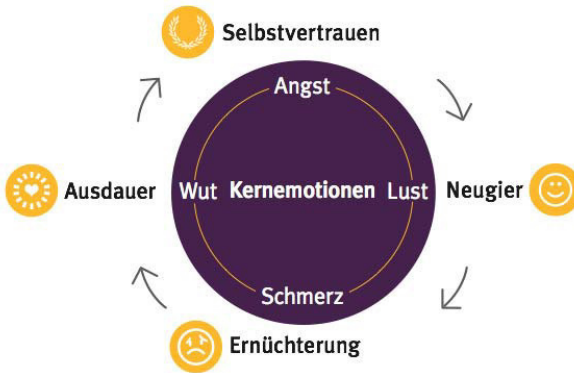 Selbstvertrauen
Angst
Ausdauer
Wut
Kernemotionen
Lust
Neugier
Schmerz
Ernüchterung